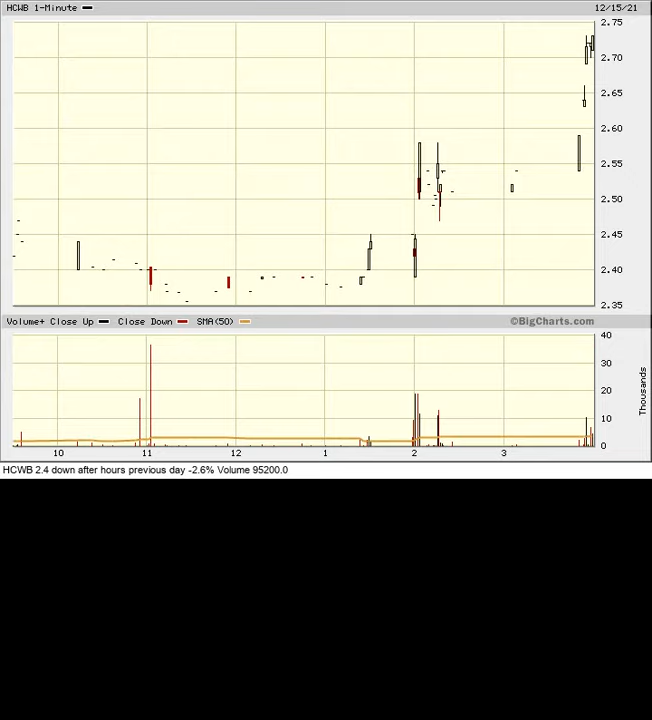 HCWB 1-Minute 12/15/21
2.75
2.70
2.65
2.60
2.55
2.50
2.45
2.40
2.35
Volume+ Close Up Close Down SMA(50) ©BigCharts.com
40
30
20
10
0
Thousands
10 11 12 1 2 3
HCWB 2.4 down after hours previous day -2.6% Volume 95200.0